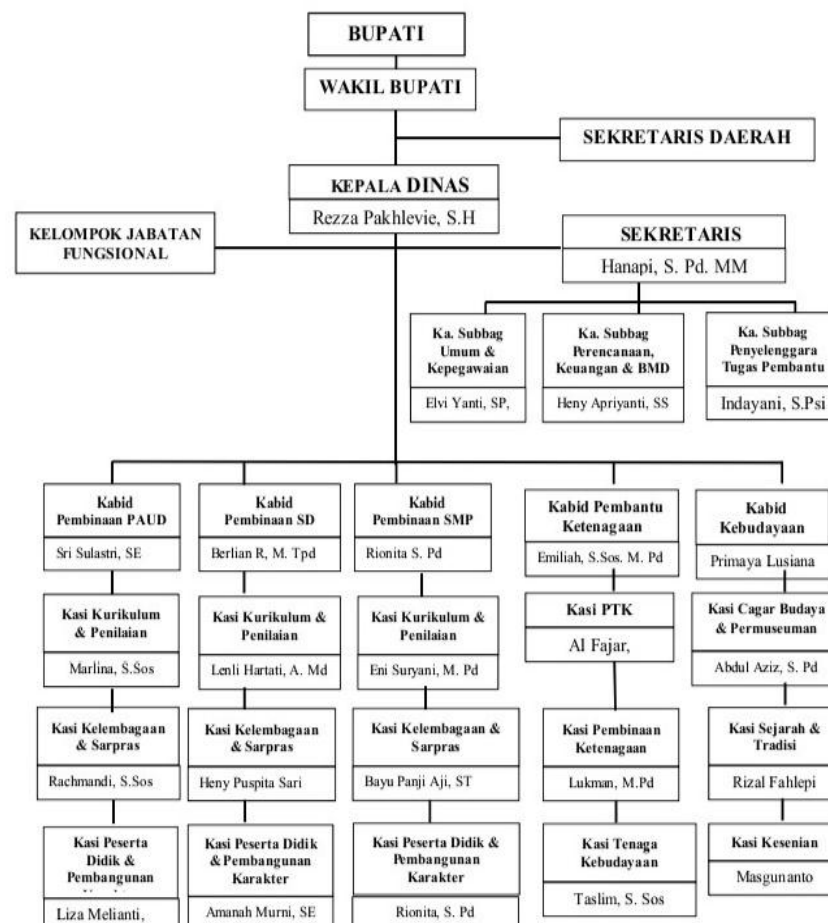 BUPATI
WAKIL BUPATI
SEKRETARIS DAERAH
KEPALA DINAS
Rezza Pakhlevie, S.H
KELOMPOK JABATAN
FUNGSIONAL
SEKRETARIS
Hanapi, S. Pd. MM
Ka. Subbag
Umum &
Kepegawaian
Elvi Yanti, SP,
Ka. Subbag
Perencanaan,
Keuangan & BMD
Heny Apriyanti, SS
Ka. Subbag
Penyelenggara
Tugas Pembantu
Indayani, S.Psi
Kabid
Pembinaan PAUD
Sri Sulastri, SE
Kabid
Pembinaan SD
Berlian R, M. Tpd
Kabid
Pembinaan SMP
Rionita S. Pd
Kabid Pembantu
Ketenagaan
Emiliah, S.Sos. M. Pd
Kabid
Kebudayaan
Primaya Lusiana
Kasi Kurikulum
& Penilaian
Marlina, S.Sos
Kasi Kurikulum &
Penilaian
Lenli Hartati, A. Md
Kasi Kurikulum &
Penilaian
Eni Suryani, M. Pd
Kasi PTK
Al Fajar,
Kasi Cagar Budaya
& Permuseuman
Abdul Aziz, S. Pd
Kasi Kelembagaan
& Sarpras
Rachmandi, S.Sos
Kasi Kelembagaan
& Sarpras
Heny Puspita Sari
Kasi Kelembagaan &
Sarpras
Bayu Panji Aji, ST
Kasi Pembinaan
Ketenagaan
Lukman, M.Pd
Kasi Sejarah &
Tradisi
Rizal Fahlepi
Kasi Peserta
Didik &
Pembangunan
Liza Melianti,
Kasi Peserta Didik
&Pembangunan
Karakter
Amanah Murni, SE
Kasi Peserta Didik &
Pembangunan
Karakter
Rionita, S. Pd
Kasi Tenaga
Kebudayaan
Taslim, S. Sos
Kasi Kesenian
Masgunanto